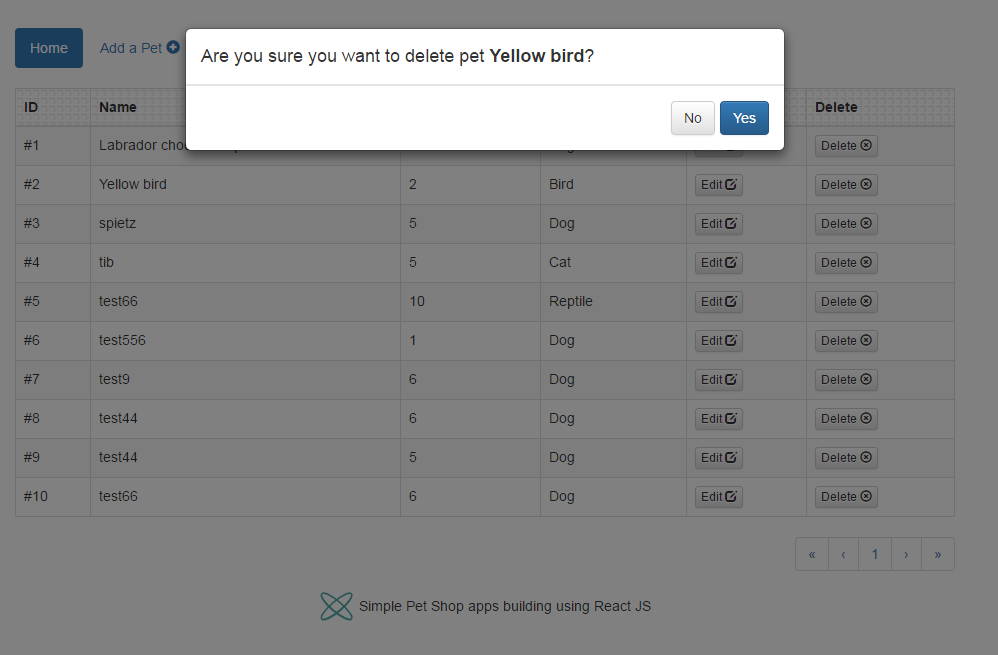 Home Add a Pet
Are you sure you want to delete pet Yellow bird?
No Yes
ID Name Delete
#1 Labrador Delete
#2 Yellow bird 2 Bird Edit Delete
#3 spietz 5 Dog Edit Delete
#4 tib 5 Cat Edit Delete
#5 test66 10 Reptile Edit Delete
#6 test556 1 Dog Edit Delete
#7 test9 6 Dog Edit Delete
#8 test44 6 Dog Edit Delete
#9 test44 5 Dog Edit Delete
#10 test66 6 Dog Edit Delete
« ‹ 1 › »
Simple Pet Shop apps building using React JS